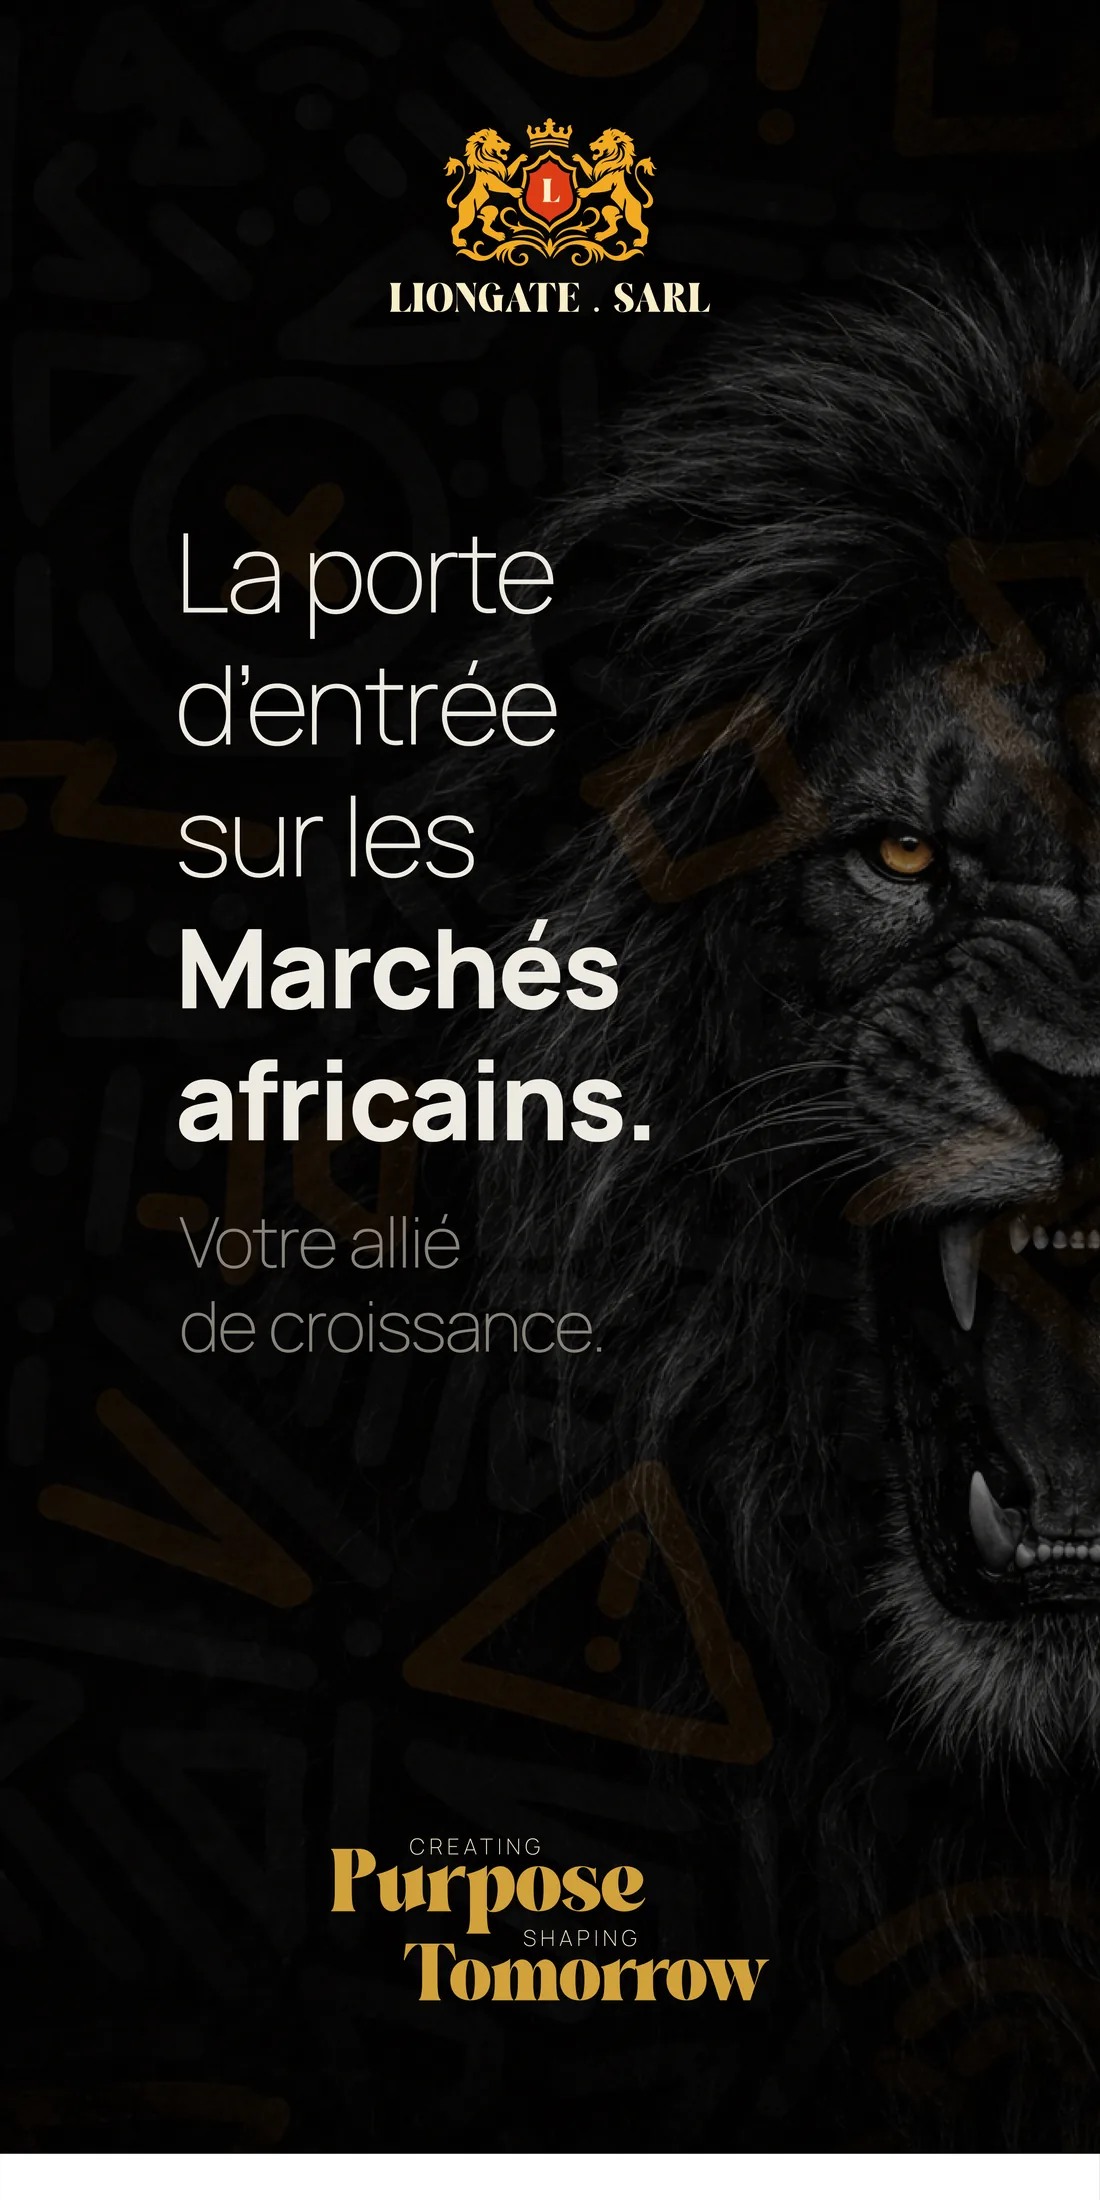 L
LIONGATE . SARL
La porte
d’entrée
sur les
Marchés
africains.
Votre allié
de croissance.
CREATING
Purpose
SHAPING
Tomorrow